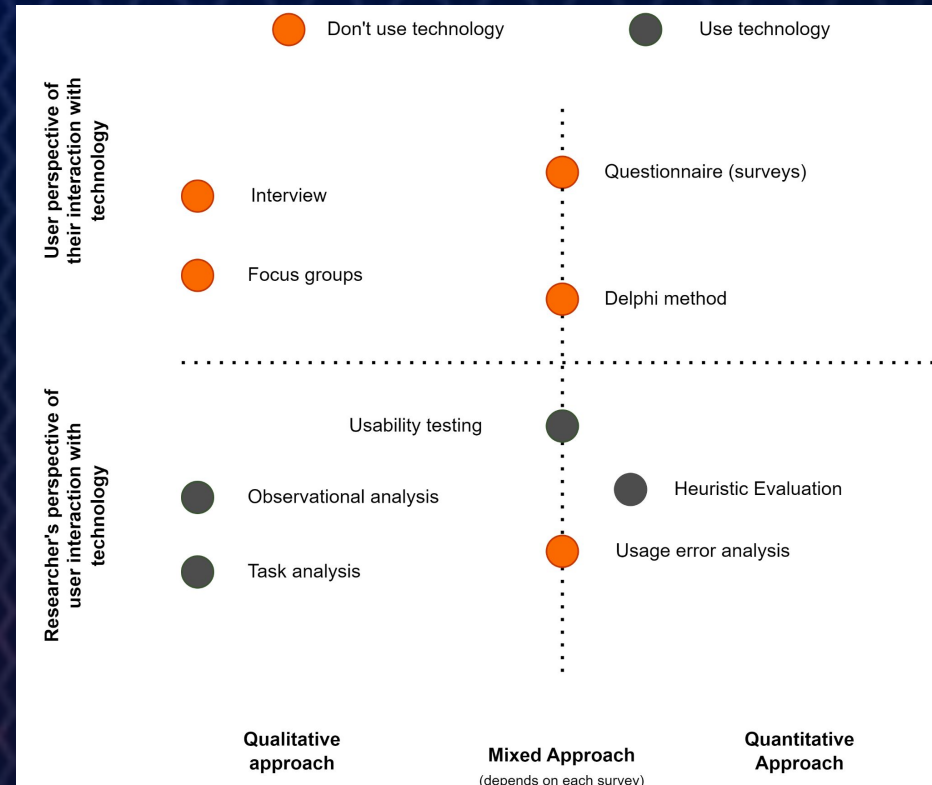 Don't use technology
Use technology
User perspective of
their interaction with
technology
Interview
Questionnaire (surveys)
Focus groups
Delphi method
Researcher's perspective of
user interaction with
technology
Usability testing
Observational analysis
Heuristic Evaluation
Usage error analysis
Task analysis
Qualitative
approach
Mixed Approach
(depends on each survey)
Quantitative
Approach